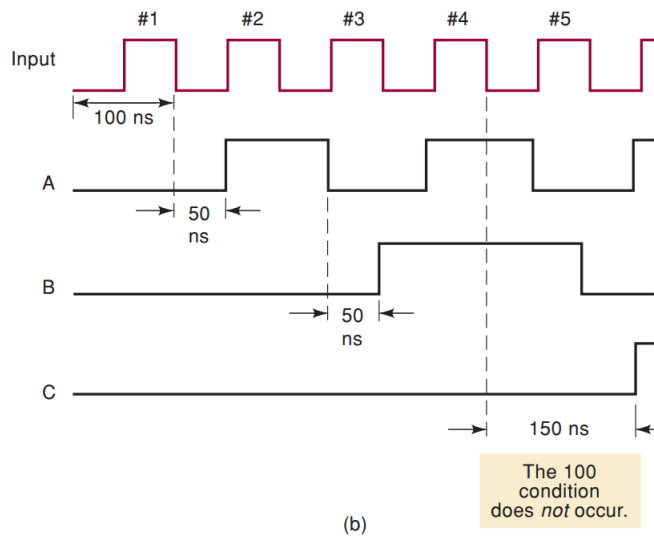 #1 #2 #3 #4 #5
Input
100 ns
A
50
ns
B
50
ns
C
150 ns
The 100
condition
does not occur.
(b)